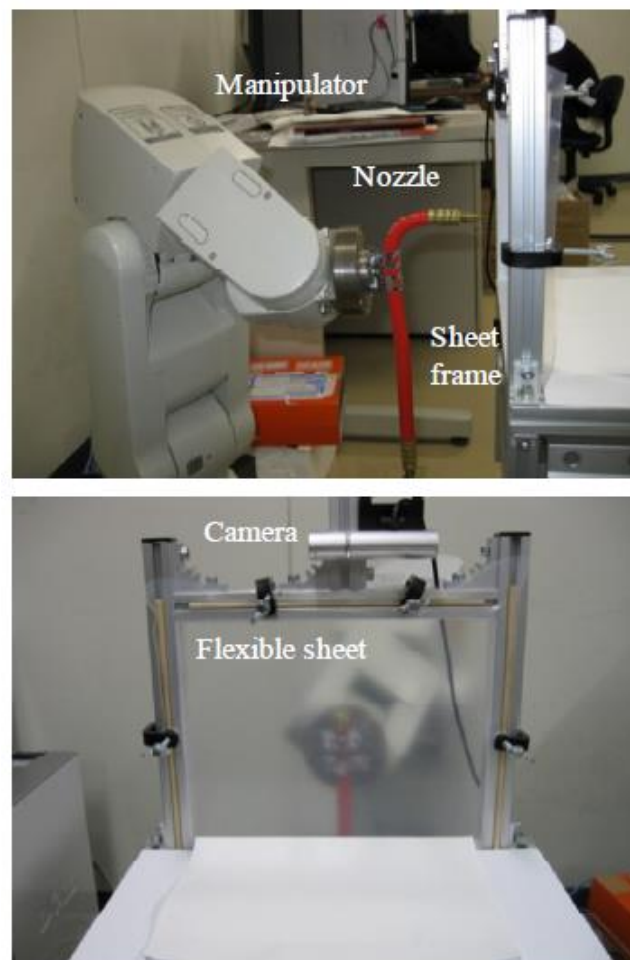 Manipulator
Nozzle
Sheet
frame
Camera
Flexible sheet